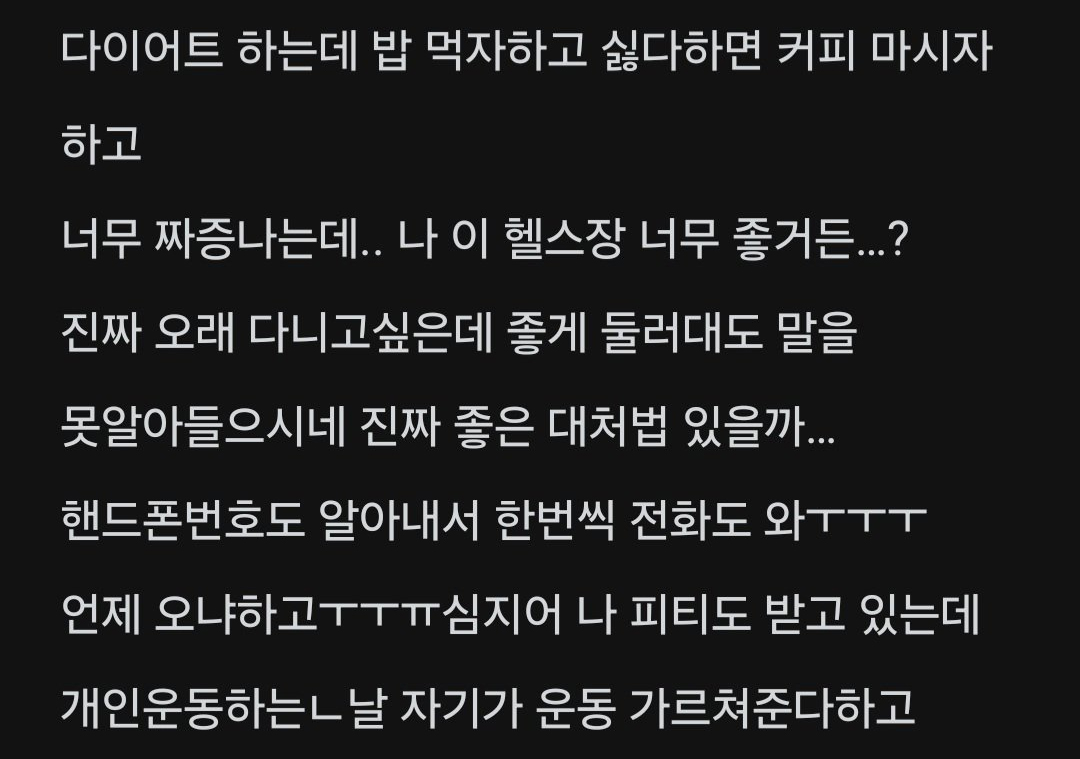 다이어트 하는데 밥 먹자하고 싫다하면 커피 마시자
하고
너무 짜증나는데.. 나 이 헬스장 너무 좋거든...?
진짜 오래 다니고싶은데 좋게 둘러대도 말을
못알아들으시네 진짜 좋은 대처법 있을까...
핸드폰번호도 알아내서 한번씩 전화도 와ㅜㅜㅜ
언제 오냐하고ㅜㅜㅠ심지어 나 피티도 받고 있는데
개인운동하는ㄴ날 자기가 운동 가르쳐준다하고